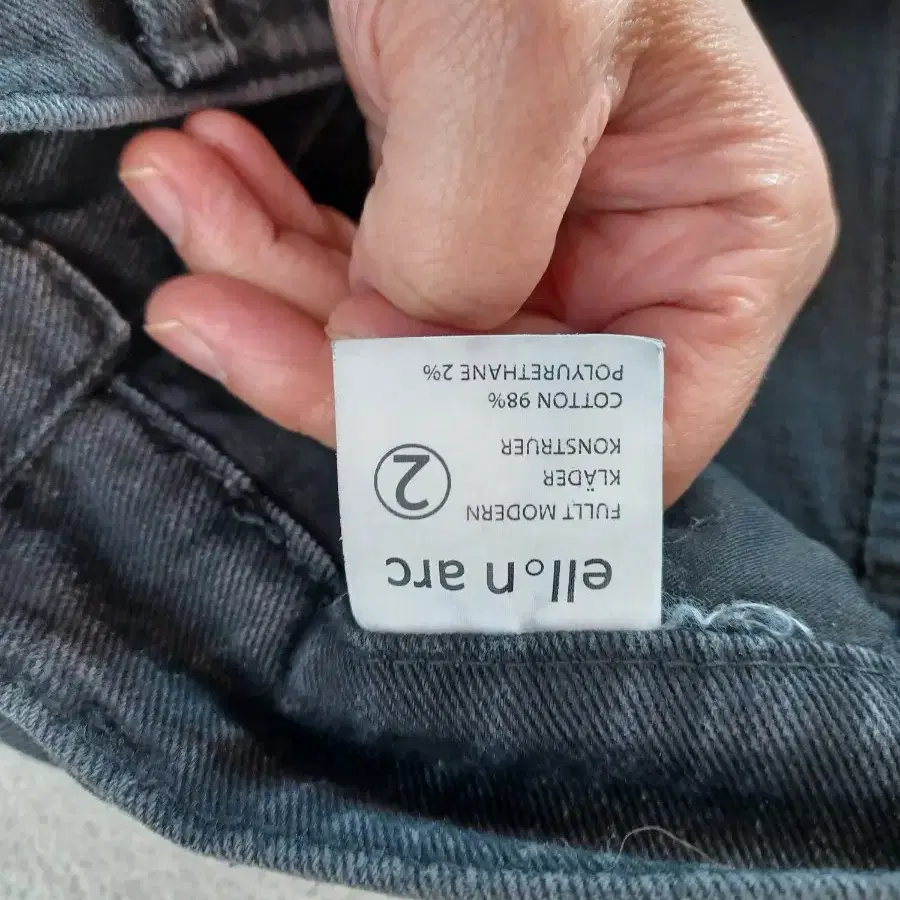 ell.n arc
FULLT MODERN
KLÄDER
KONSTRUER
2
COTTON 98%
POLYURETHANE 2%